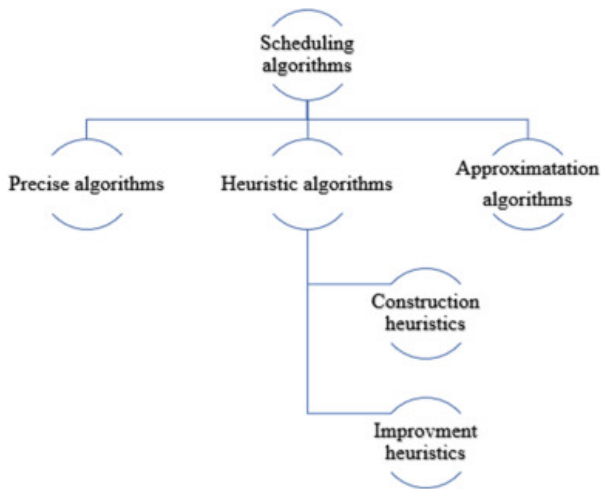 Scheduling
algorithms
Precise algorithms
Heuristic algorithms
Approximatation
algorithms
Construction
heuristics
Improvment
heuristics